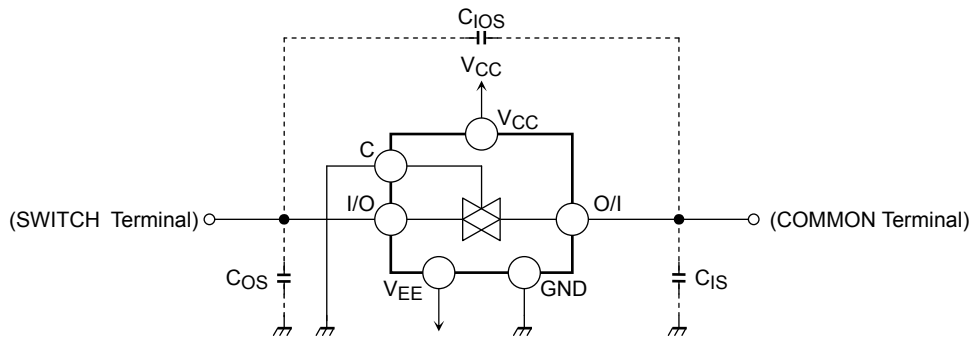 CIOS
VCC
VCC
C
I/O
O/I
(SWITCH Terminal)
(COMMON Terminal)
COS
VEE
GND
CIS